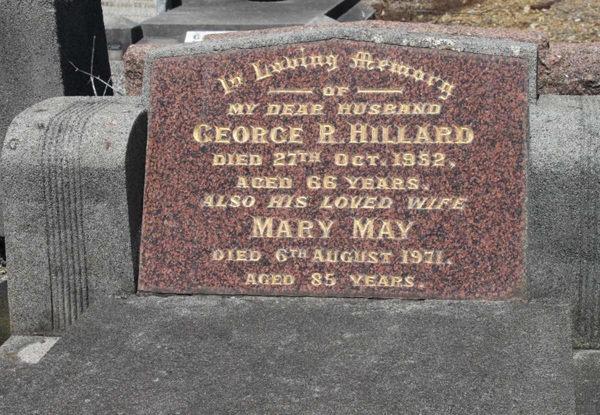 In Loving Memory
OF
MY DEAR HUSBAND
GEORGE R. HILLARD
DIED 27TH OCT. 1952.
AGED 66 YEARS.
ALSO HIS LOVED WIFE
MARY MAY
DIED 6TH AUGUST 1971.
AGED 85 YEARS.